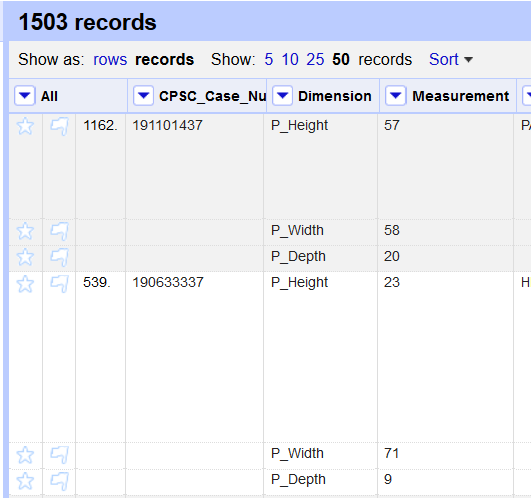 1503 records
Show as: rows records Show: 5 10 25 50 records Sort
All CPSC_Case_Nu Dimension Measurement
1162. 191101437 P_Height 57 PA
P_Width 58
P_Depth 20
539. 190633337 P_Height 23 H
P_Width 71
P_Depth 9